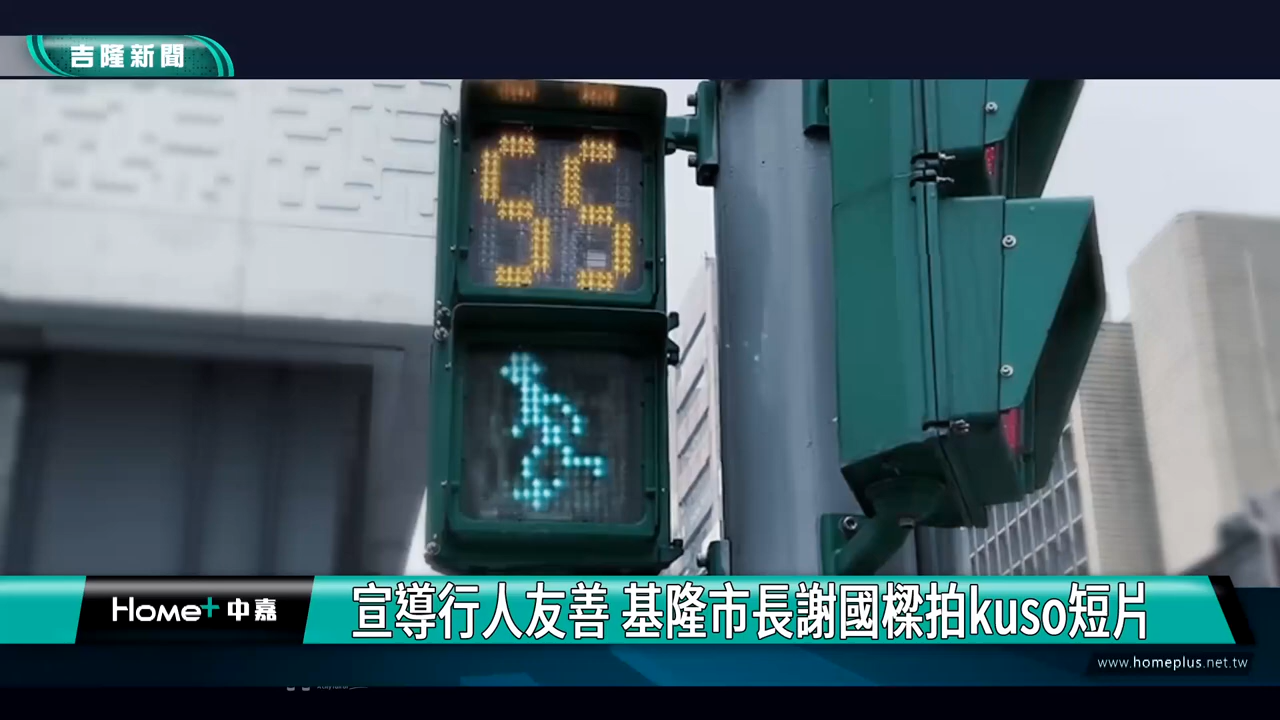 吉隆新聞
55
Home+ 中嘉
宣導行人友善 基隆市長謝國樑拍kuso短片
www.homeplus.net.tw